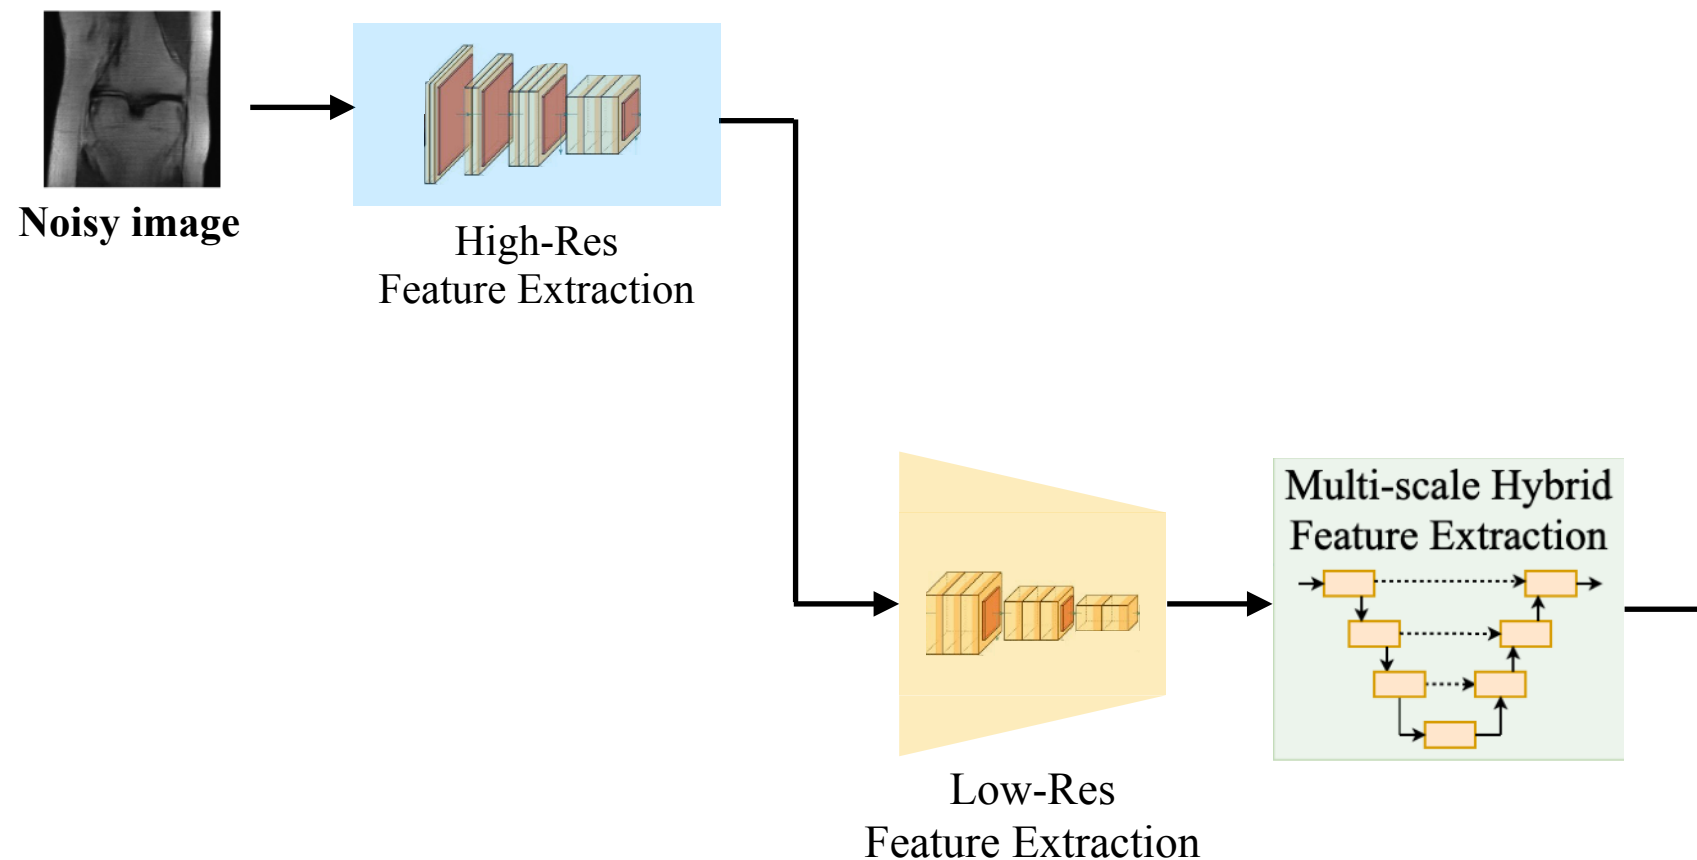 Noisy image
High-Res
Feature Extraction
Multi-scale Hybrid
Feature Extraction
Low-Res
Feature Extraction